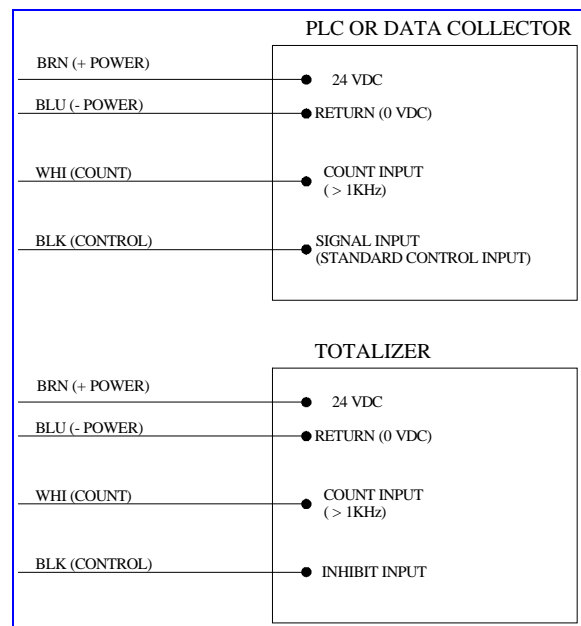 PLC OR DATA COLLECTOR
BRN (+ POWER)
24 VDC
BLU (- POWER)
RETURN (0 VDC)
WHI (COUNT)
COUNT INPUT
( > 1KHz)
BLK (CONTROL)
SIGNAL INPUT
(STANDARD CONTROL INPUT)
TOTALIZER
BRN (+ POWER)
24 VDC
BLU (- POWER)
RETURN (0 VDC)
WHI (COUNT)
COUNT INPUT
( > 1KHz)
BLK (CONTROL)
INHIBIT INPUT